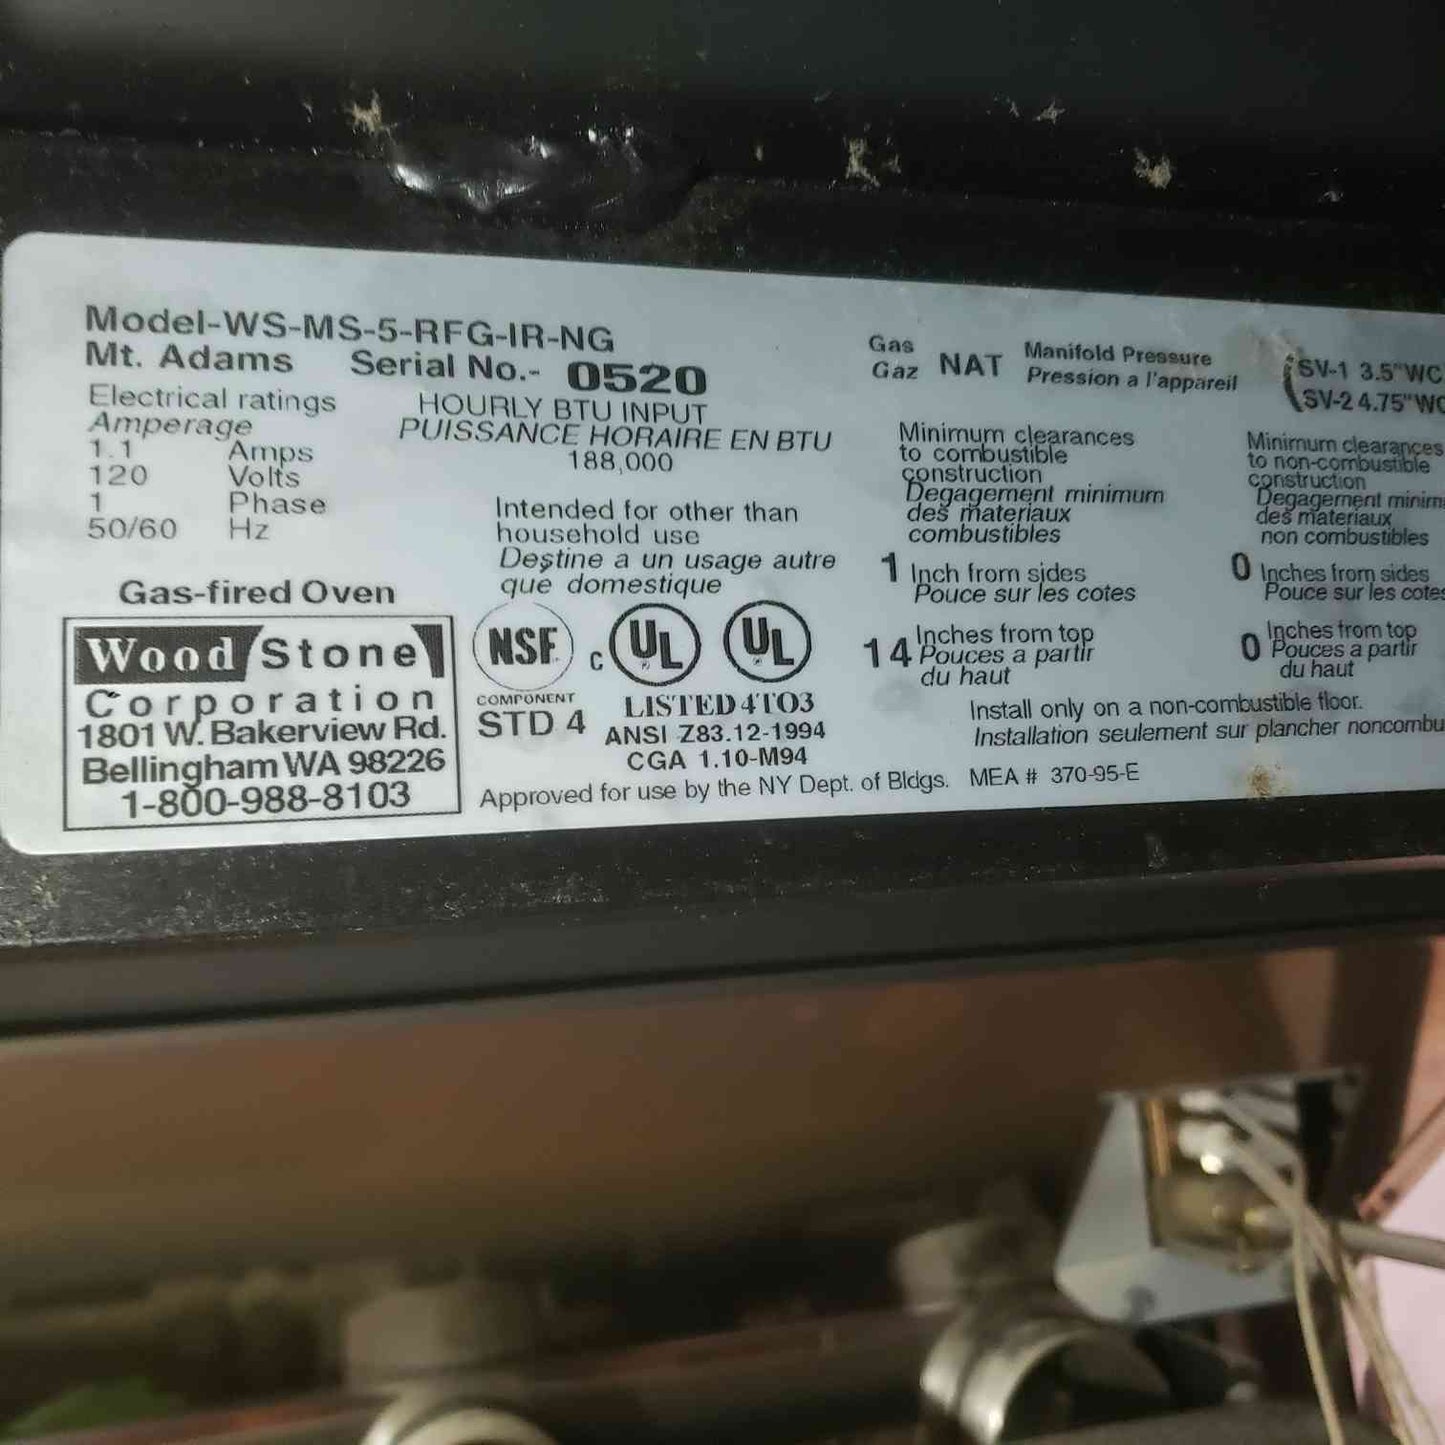 Model-WS-MS-5-RFG-IR-NG
Mt. Adams Serial No.- 0520
Electrical ratings
Amperage
1.1 Amps
120 Volts
1 Phase
50/60 Hz
HOURLY BTU INPUT
PUISSANCE HORAIRE EN BTU
188,000
Intended for other than
household use
Destine a un usage autre
que domestique
Gas-fired Oven
Wood Stone
Corporation
1801 W. Bakerview Rd.
Bellingham WA 98226
1-800-988-8103
NSF
COMPONENT
STD 4
C UL UL
LISTED 4TO3
ANSI Z83.12-1994
CGA 1.10-M94
Approved for use by the NY Dept. of Bldgs. MEA # 370-95-E
Gas
Gaz NAT
Manifold Pressure
Pression a l'appareil
SV-1 3.5"WC
SV-2 4.75"WC
Minimum clearances
to combustible
construction
Degagement minimum
des materiaux
combustibles
1 Inch from sides
Pouce sur les cotes
14 Inches from top
Pouces a partir
du haut
Minimum clearances
to non-combustible
construction
Degagement minim
des materiaux
non combustibles
0 Inches from sides
Pouce sur les cotes
0 Inches from top
Pouces a partir
du haut
Install only on a non-combustible floor.
Installation seulement sur plancher noncombu